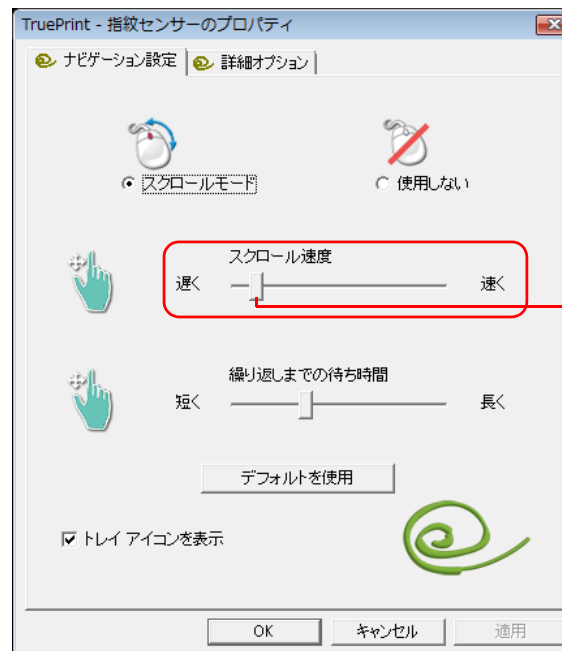 TruePrint - 指紋センサーのプロパティ
ナビゲーション設定 詳細オプション
スクロールモード 使用しない
スクロール速度
遅く 速く
繰り返しまでの待ち時間
短く 長く
デフォルトを使用
トレイ アイコンを表示
OK キャンセル 適用